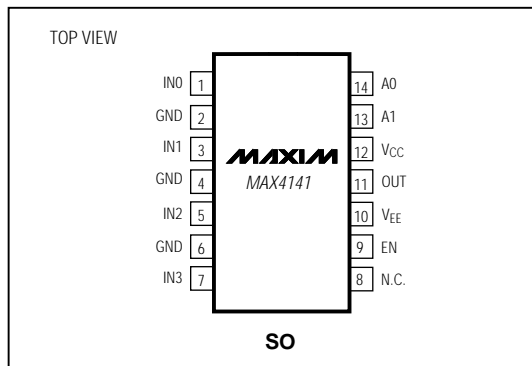 TOP VIEW
IN0 1
GND 2
IN1 3
GND 4
IN2 5
GND 6
IN3 7
MAXIM
MAX4141
14 A0
13 A1
12 VCC
11 OUT
10 VEE
9 EN
8 N.C.
SO